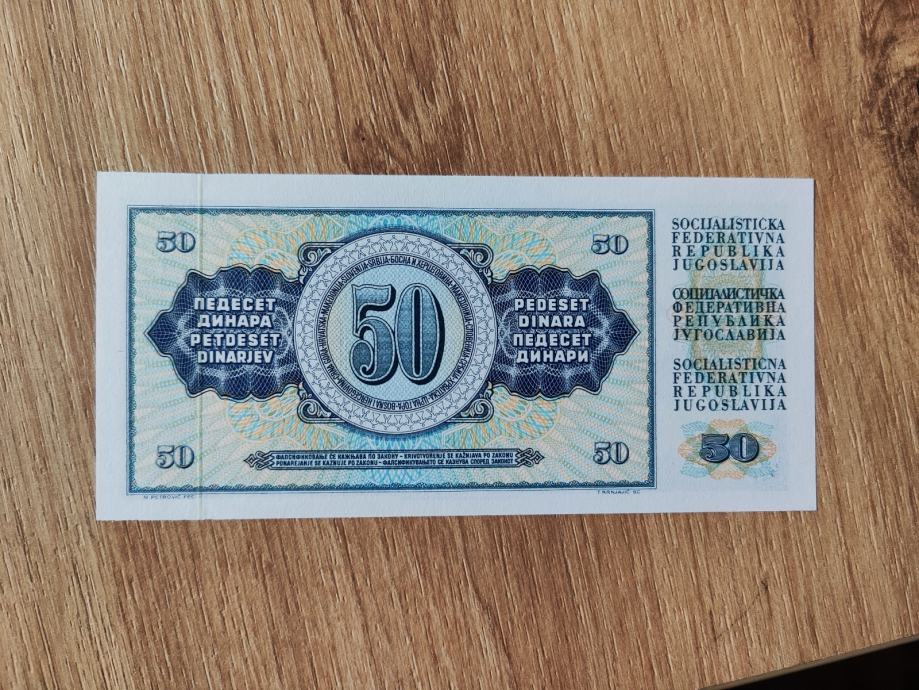 50
50
ПЕДЕСЕТ
ДИНАРА
PETDESET
DINARJEV
50
PEDESET
DINARA
ПЕДЕСЕТ
ДИНАРИ
50
50
ФАЛСИФИКОВАЊЕ СЕ КАЖЊАВА ПО ЗАКОНУ - KRIVOTVORENJE SE KAŽNJAVA PO ZAKONU
PONAREJANJE SE KAZNUJE PO ZAKONU - ФАЛСИФИКУВАЊЕТО СЕ КАЗНУВА СПОРЕД ЗАКОНОТ
T. KRNJAJIĆ SC.
SOCIJALISTIČKA
FEDERATIVNA
REPUBLIKA
JUGOSLAVIJA
СОЦИЈАЛИСТИЧКА
ФЕДЕРАТИВНА
РЕПУБЛИКА
ЈУГОСЛАВИЈА
SOCIALISTIČNA
FEDERATIVNA
REPUBLIKA
JUGOSLAVIJA
50